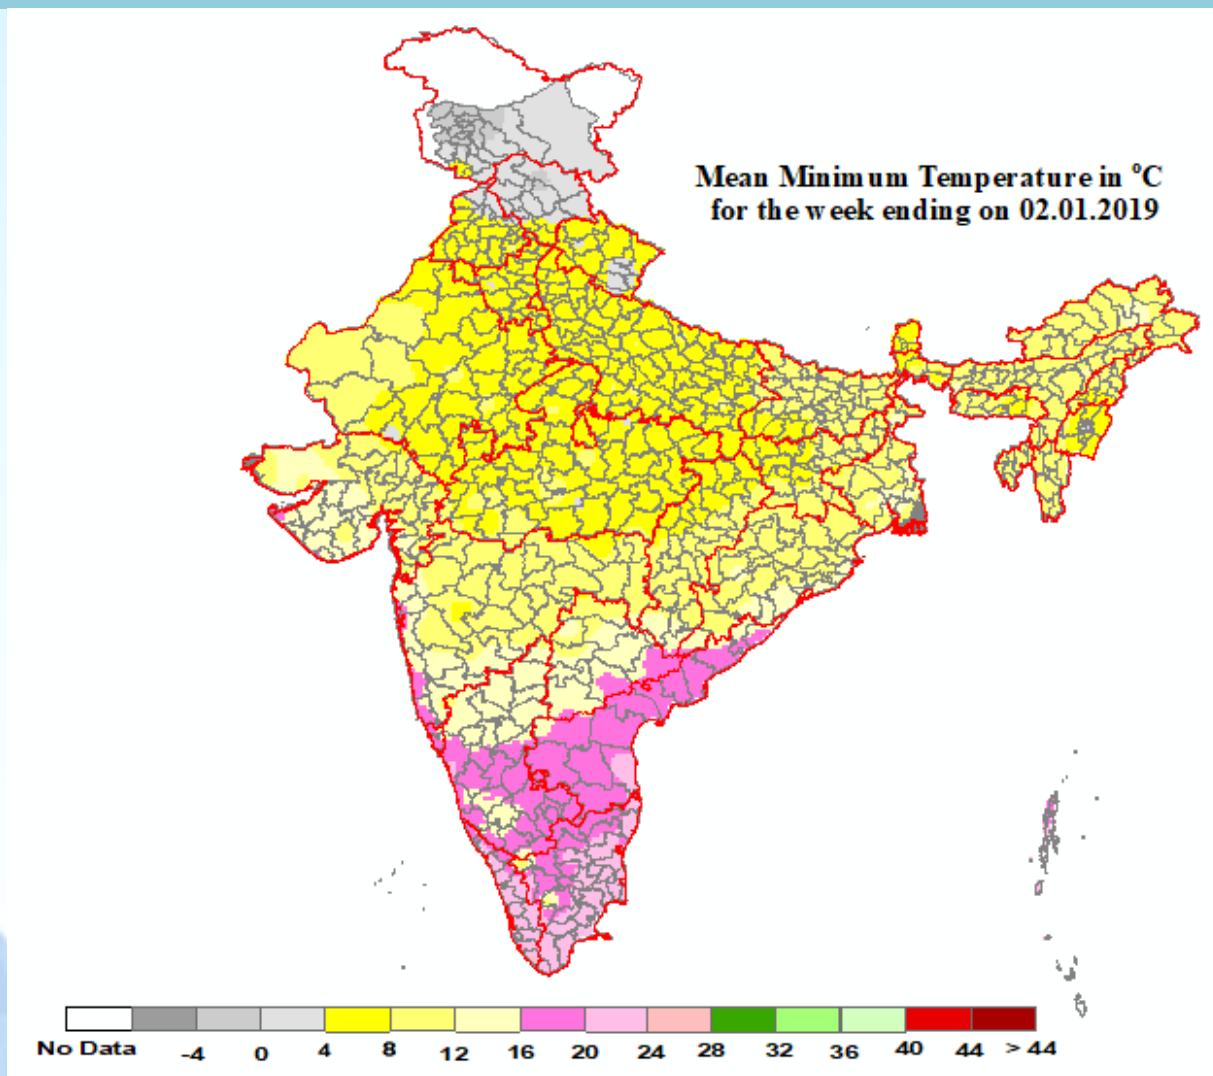 Mean Minimum Temperature in °C
for the week ending on 02.01.2019
No Data -4 0 4 8 12 16 20 24 28 32 36 40 44 > 44